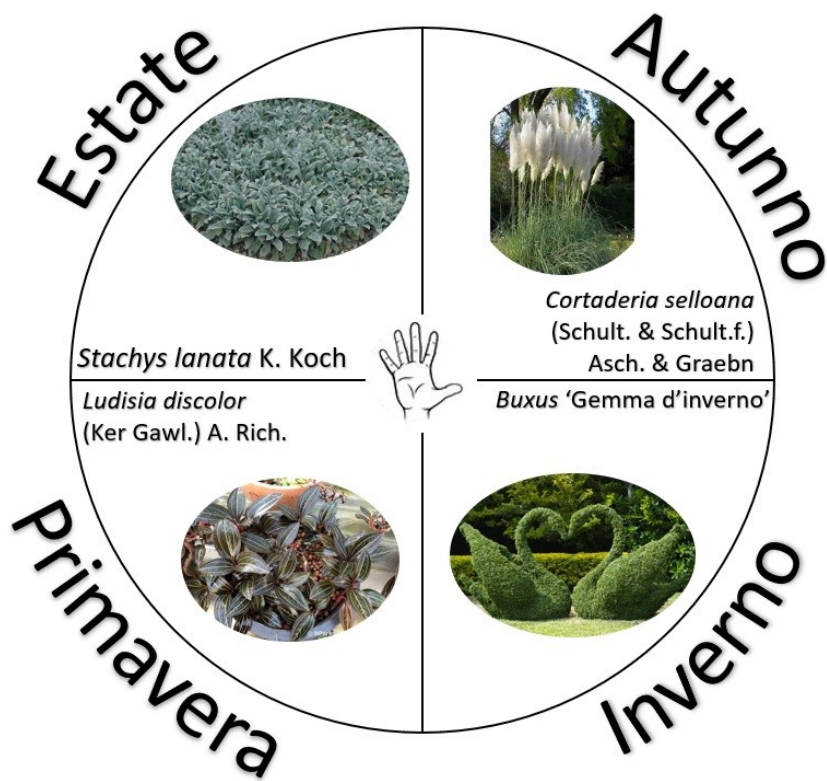 Estate
Autunno
Stachys lanata K. Koch
Cortaderia selloana
(Schult. & Schult.f.)
Asch. & Graebn
Ludisia discolor
(Ker Gawl.) A. Rich.
Buxus ‘Gemma d’inverno’
Primavera
Inverno